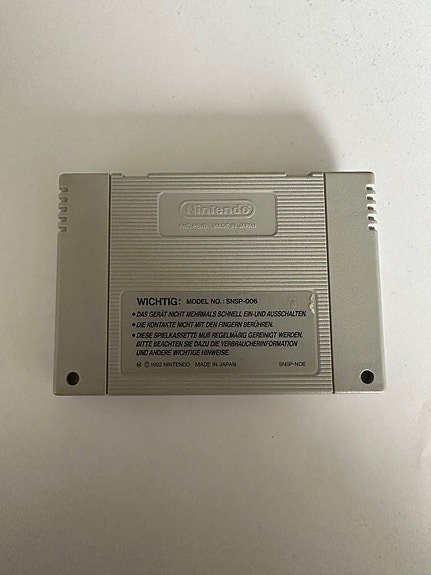 Nintendo
PAT. PEND. MADE IN JAPAN
WICHTIG: MODEL NO.: SNSP-006
• DAS GERÄT NICHT MEHRMALS SCHNELL EIN-UND AUSSCHALTEN.
• DIE KONTAKTE NICHT MIT DEN FINGERN BERÜHREN.
• DIESE SPIELKASSETTE MUß REGELMÄßIG GEREINIGT WERDEN.
BITTE BEACHTEN SIE DAZU DIE VERBRAUCHERINFORMATION
UND ANDERE WICHTIGE HINWEISE.
Ⓜ ©1992 NINTENDO MADE IN JAPAN SNSP-NOE